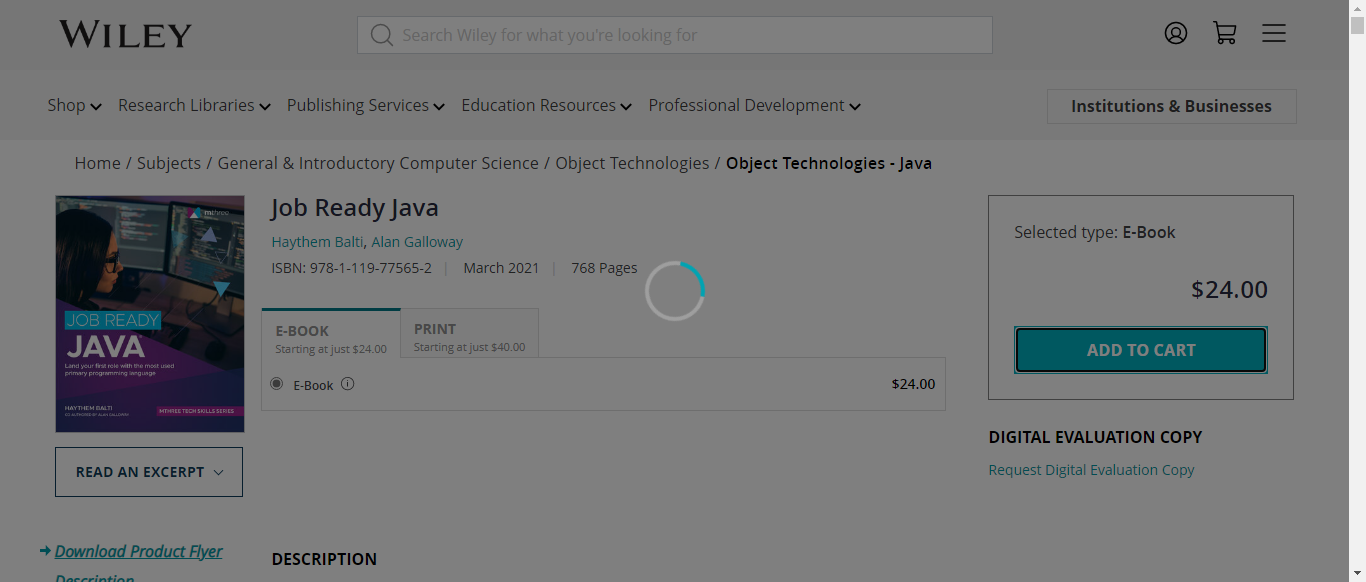 WILEY
Search Wiley for what you're looking for
Shop Research Libraries Publishing Services Education Resources Professional Development
Institutions & Businesses
Home / Subjects / General & Introductory Computer Science / Object Technologies / Object Technologies - Java
mthree
JOB READY
JAVA
Land your first role with the most used
primary programming language
HAYTHEM BALTI
CO-AUTHORED BY ALAN GALLOWAY
MTHREE TECH SKILLS SERIES
READ AN EXCERPT
Download Product Flyer
Description
Job Ready Java
Haythem Balti, Alan Galloway
ISBN: 978-1-119-77565-2 | March 2021 | 768 Pages
E-BOOK
Starting at just $24.00
PRINT
Starting at just $40.00
E-Book $24.00
DESCRIPTION
Selected type: E-Book
$24.00
ADD TO CART
DIGITAL EVALUATION COPY
Request Digital Evaluation Copy